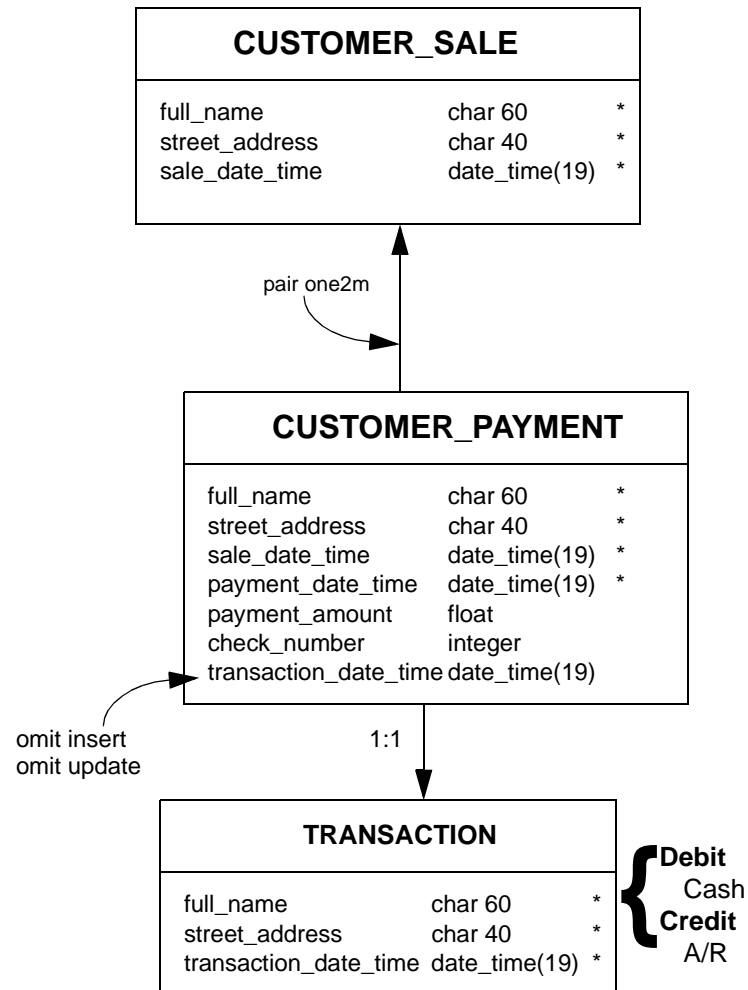 CUSTOMER_SALE
full_name char 60 *
street_address char 40 *
sale_date_time date_time(19) *
pair one2m
CUSTOMER_PAYMENT
full_name char 60 *
street_address char 40 *
sale_date_time date_time(19) *
payment_date_time date_time(19) *
payment_amount float
check_number integer
transaction_date_time date_time(19)
omit insert
omit update
1:1
TRANSACTION
full_name char 60 *
street_address char 40 *
transaction_date_time date_time(19) *
{
Debit
Cash
Credit
A/R